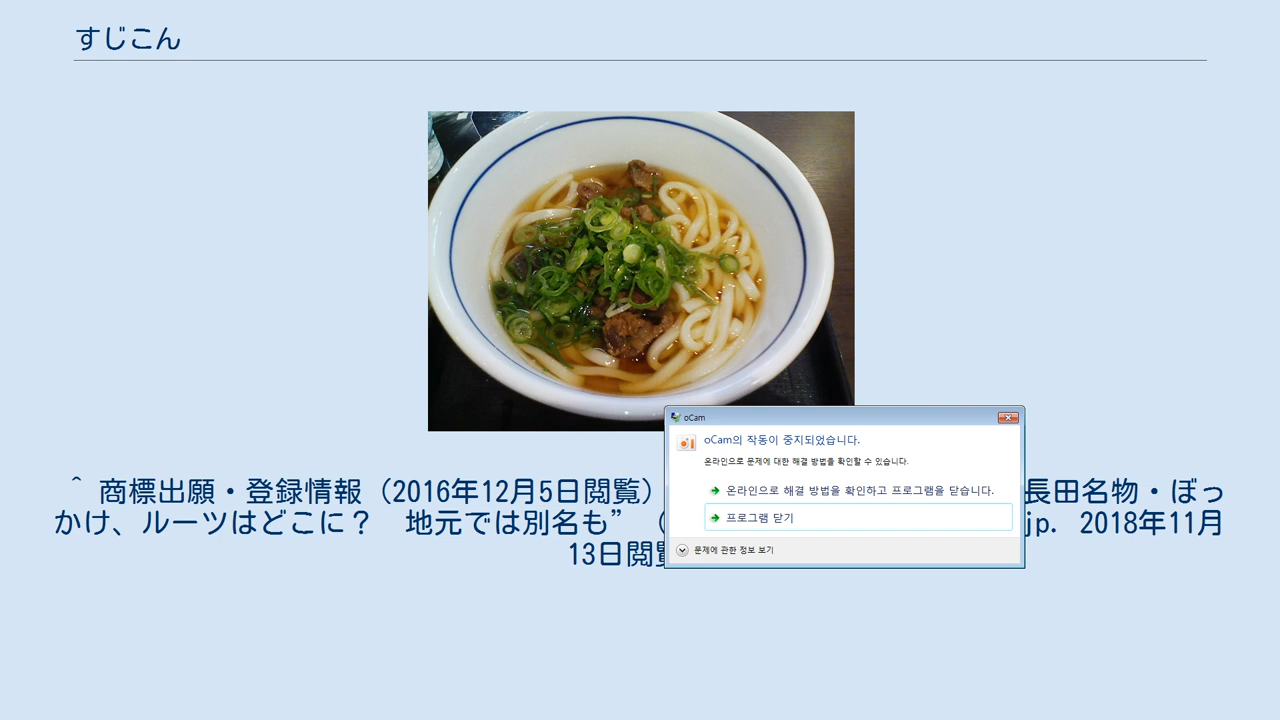 すじこん
^ 商標出願・登録情報（2016年12月5日閲覧）
長田名物・ぼっ
かけ、ルーツはどこに？　地元では別名も”（
jp. 2018年11月
13日閲
oCam
oCam의 작동이 중지되었습니다.
온라인으로 문제에 대한 해결 방법을 확인할 수 있습니다.
온라인으로 해결 방법을 확인하고 프로그램을 닫습니다.
프로그램 닫기
문제에 관한 정보 보기